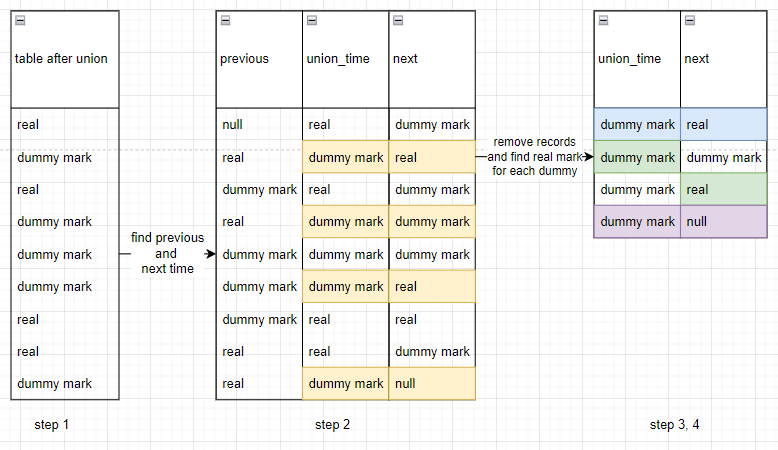 table after union
previous union_time next
union_time next
real
dummy mark
real
dummy mark
dummy mark
dummy mark
real
real
dummy mark
find previous
and
next time
null real dummy mark
real dummy mark real
dummy mark real dummy mark
real dummy mark dummy mark
dummy mark dummy mark dummy mark
dummy mark dummy mark real
dummy mark real real
real real dummy mark
real dummy mark null
remove records
and find real mark
for each dummy
dummy mark real
dummy mark dummy mark
dummy mark real
dummy mark null
step 1
step 2
step 3, 4